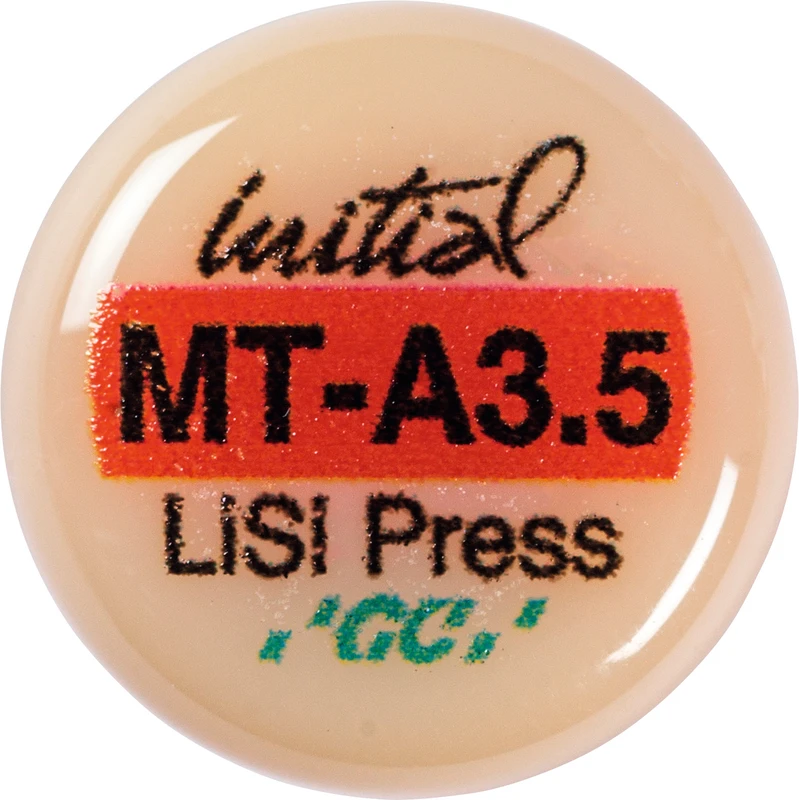 initial
MT-A3.5
LiSi Press
'GC,'